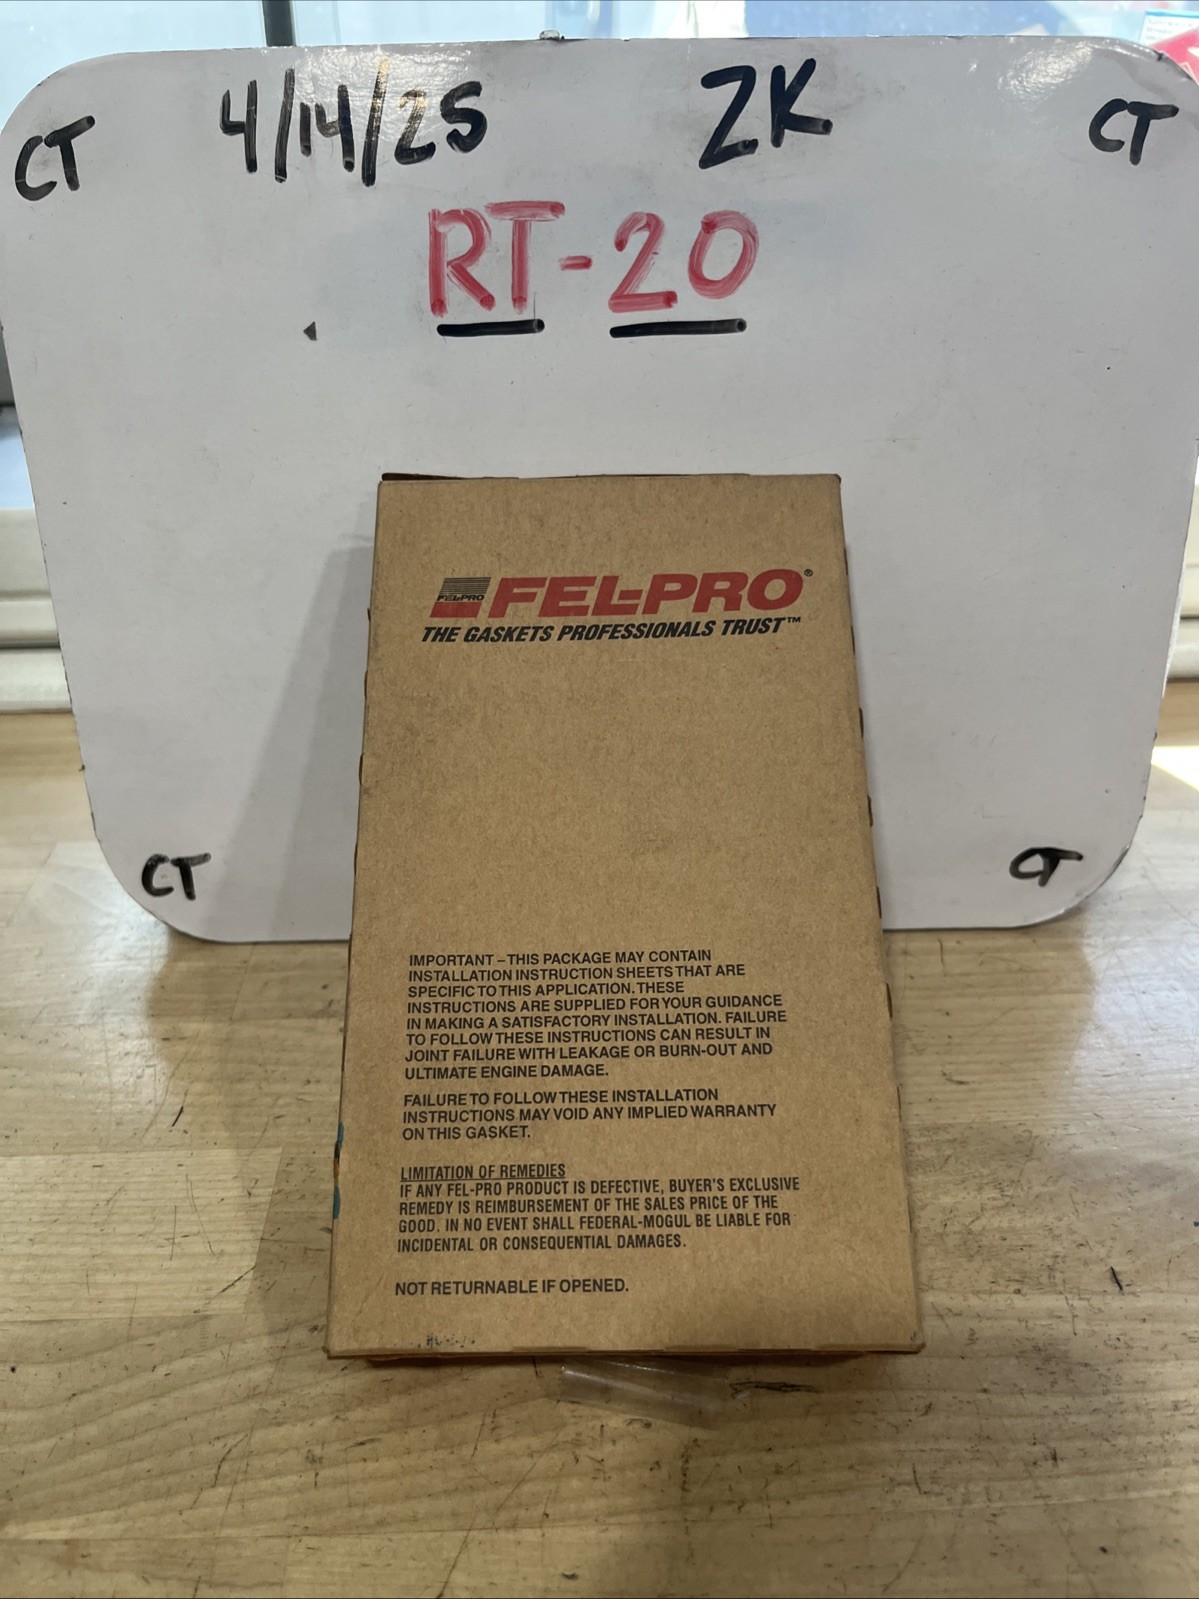 CT 4/14/25 ZK CT
RT-20
FEL-PRO FEL-PRO®
THE GASKETS PROFESSIONALS TRUST™
CT CT
IMPORTANT – THIS PACKAGE MAY CONTAIN
INSTALLATION INSTRUCTION SHEETS THAT ARE
SPECIFIC TO THIS APPLICATION. THESE
INSTRUCTIONS ARE SUPPLIED FOR YOUR GUIDANCE
IN MAKING A SATISFACTORY INSTALLATION. FAILURE
TO FOLLOW THESE INSTRUCTIONS CAN RESULT IN
JOINT FAILURE WITH LEAKAGE OR BURN-OUT AND
ULTIMATE ENGINE DAMAGE.
FAILURE TO FOLLOW THESE INSTALLATION
INSTRUCTIONS MAY VOID ANY IMPLIED WARRANTY
ON THIS GASKET.
LIMITATION OF REMEDIES
IF ANY FEL-PRO PRODUCT IS DEFECTIVE, BUYER'S EXCLUSIVE
REMEDY IS REIMBURSEMENT OF THE SALES PRICE OF THE
GOOD. IN NO EVENT SHALL FEDERAL-MOGUL BE LIABLE FOR
INCIDENTAL OR CONSEQUENTIAL DAMAGES.
NOT RETURNABLE IF OPENED.